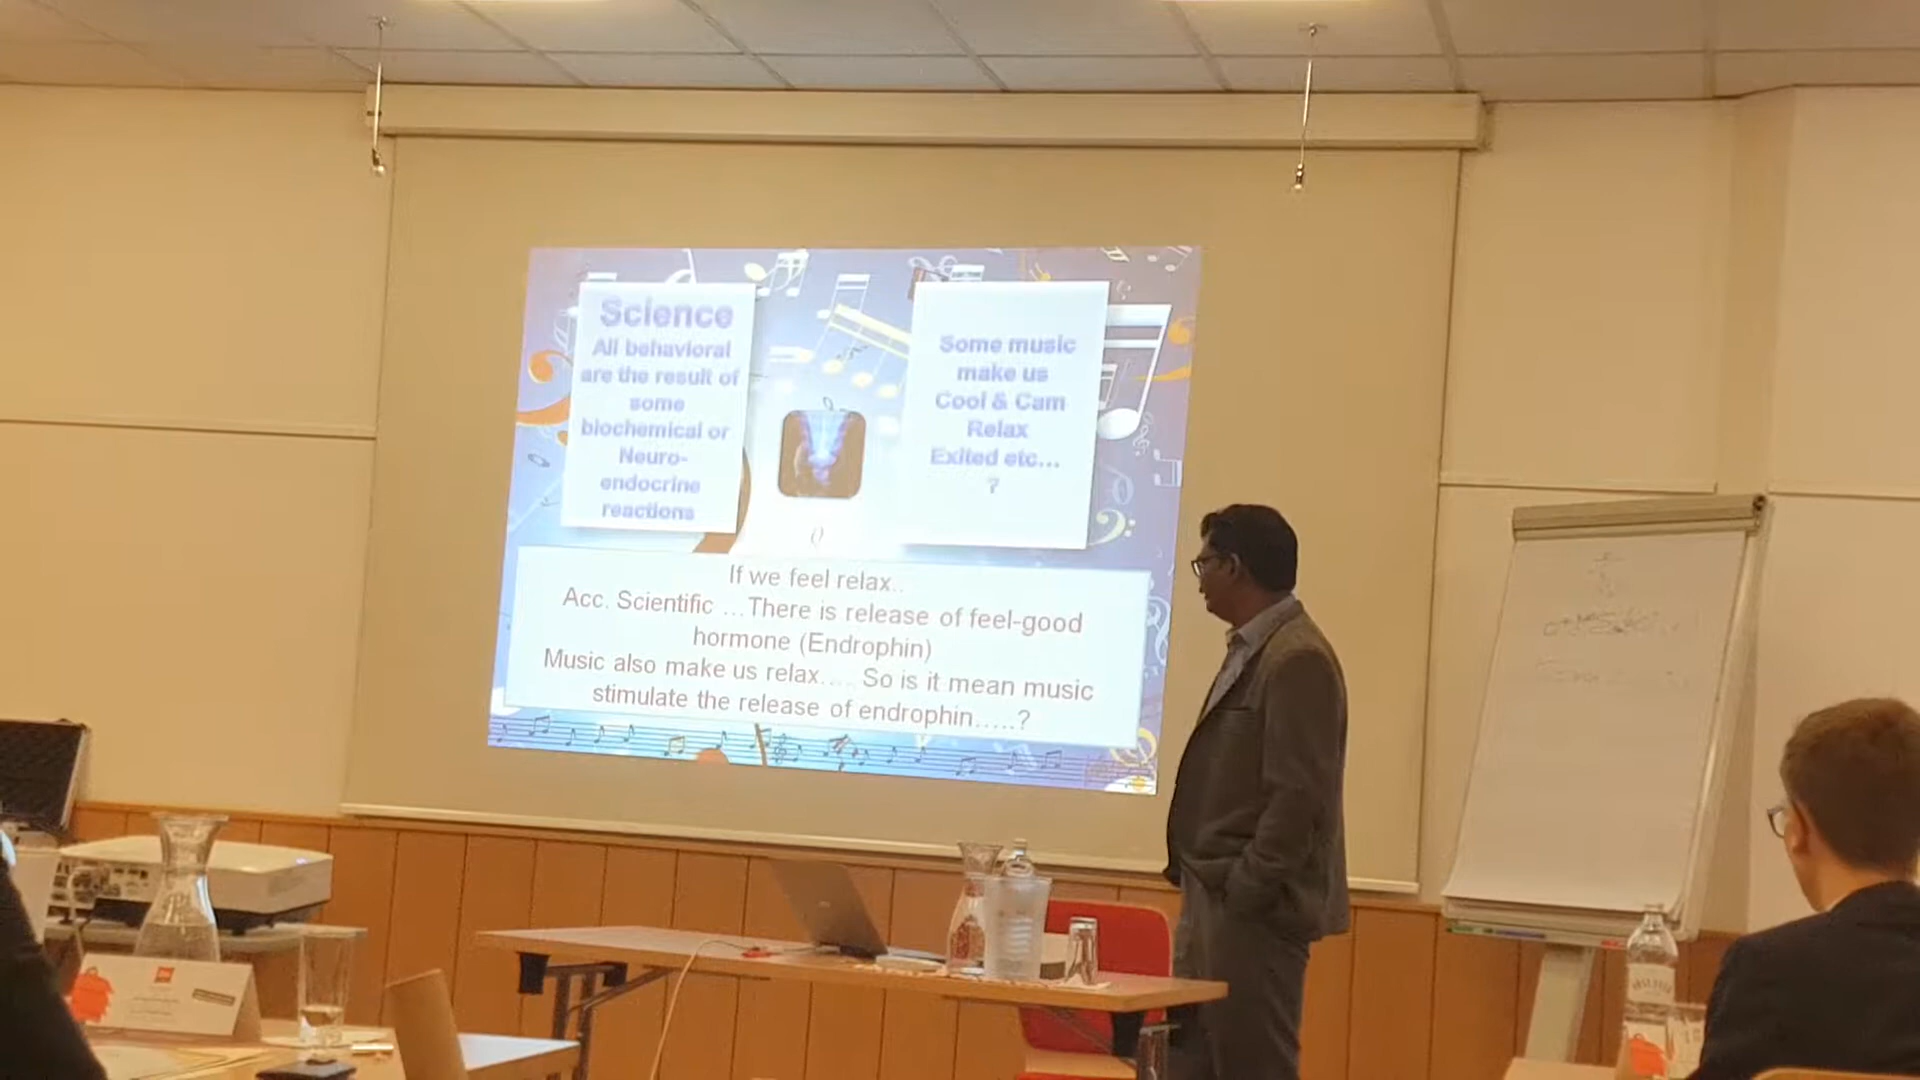 Science
All behavioral
are the result of
some
biochemical or
Neuro-
endocrine
reactions
Some music
make us
Cool & Cam
Relax
Exited etc...
?
If we feel relax..
Acc. Scientific ...There is release of feel-good
hormone (Endrophin)
Music also make us relax.... So is it mean music
stimulate the release of endrophin.....?